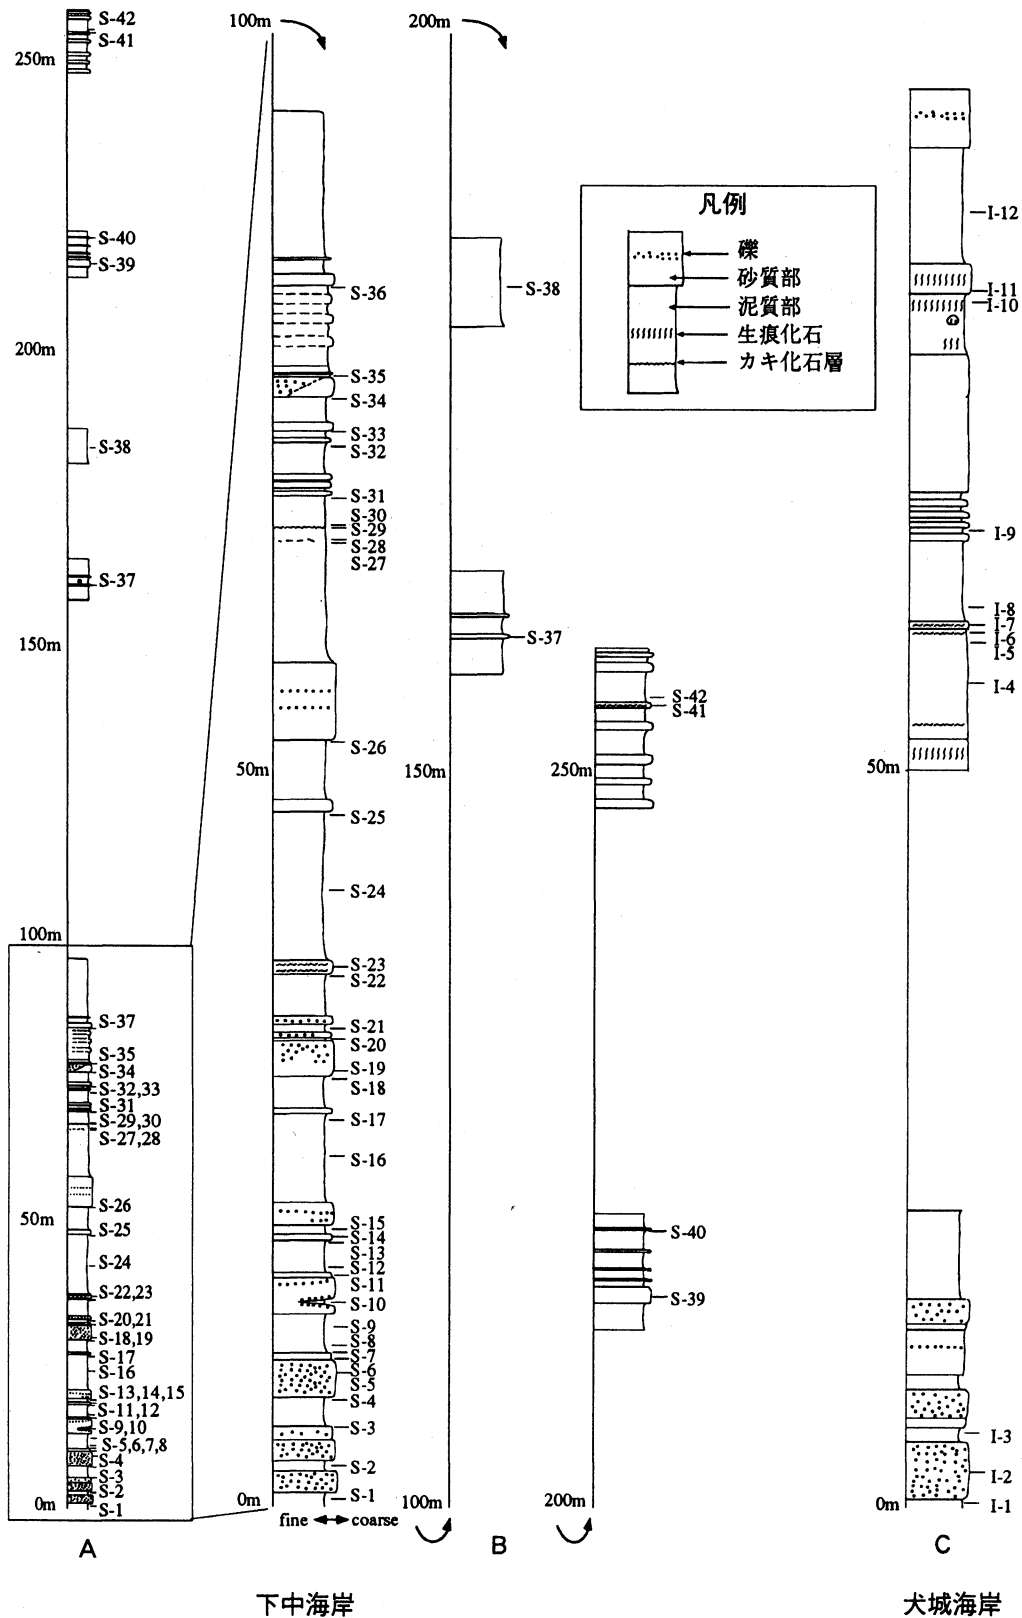 S-42
S-41
250m
S-40
S-39
200m
S-38
S-37
150m
100m
S-37
S-35
S-34
S-32,33
S-31
S-29,30
S-27,28
S-26
50m
S-25
S-24
S-22,23
S-20,21
S-18,19
S-17
S-16
S-13,14,15
S-11,12
S-9,10
S-5,6,7,8
S-4
S-3
S-2
0m
S-1
A
100m
S-36
S-35
S-34
S-33
S-32
S-31
S-30
S-29
S-28
S-27
S-26
50m
S-25
S-24
S-23
S-22
S-21
S-20
S-19
S-18
S-17
S-16
S-15
S-14
S-13
S-12
S-11
S-10
S-9
S-8
S-7
S-6
S-5
S-4
S-3
S-2
0m
S-1
fine coarse
200m
S-38
S-37
150m
100m
B
S-42
S-41
250m
S-40
S-39
200m
凡例
礫
砂質部
泥質部
生痕化石
カキ化石層
I-12
I-11
I-10
I-9
I-8
I-7
I-6
I-5
I-4
50m
I-3
I-2
0m
I-1
C
下中海岸
犬城海岸